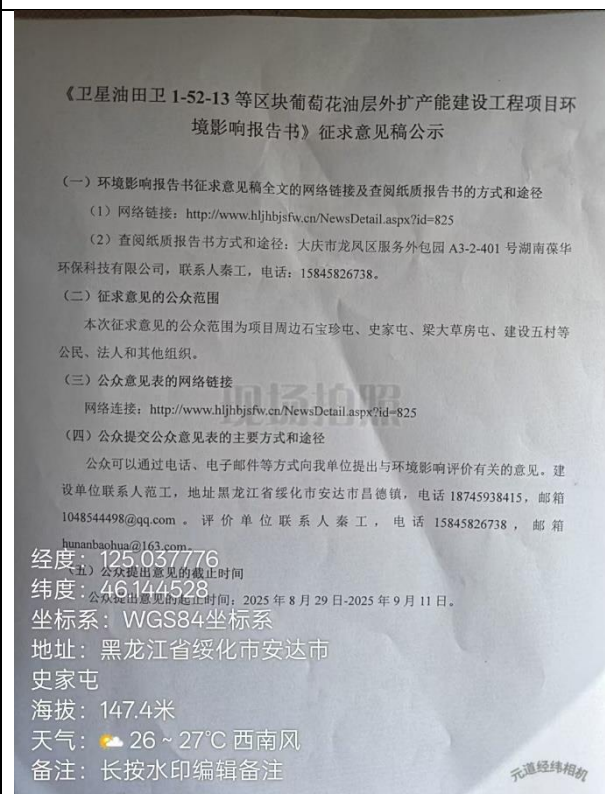 《卫星油田卫 1-52-13 等区块葡萄花油层外扩产能建设工程项目环
境影响报告书》征求意见稿公示
（一）环境影响报告书征求意见稿全文的网络链接及查阅纸质报告书的方式和途径
（1）网络链接：http://www.hljhbjsfw.cn/NewsDetail.aspx?id=825
（2）查阅纸质报告书方式和途径：大庆市龙凤区服务外包园 A3-2-401 号湖南葆华
环保科技有限公司，联系人秦工，电话：15845826738。
（二）征求意见的公众范围
本次征求意见的公众范围为项目周边石宝珍屯、史家屯、梁大草房屯、建设五村等
公民、法人和其他组织。
（三）公众意见表的网络链接
网络连接：http://www.hljhbjsfw.cn/NewsDetail.aspx?id=825
现场拍照
（四）公众提交公众意见表的主要方式和途径
公众可以通过电话、电子邮件等方式向我单位提出与环境影响评价有关的意见。建
设单位联系人范工，地址黑龙江省绥化市安达市昌德镇，电话 18745938415，邮箱
1048544498@qq.com 。评价单位联系人秦工，电话 15845826738，邮箱
hunanbaohua@163.com。
（五）公众提出意见的截止时间
公众提出意见的起止时间：2025 年 8 月 29 日-2025 年 9 月 11 日。
经度：125.037776
纬度：46.144528
坐标系：WGS84坐标系
地址：黑龙江省绥化市安达市
史家屯
海拔：147.4米
天气：26 ~ 27℃ 西南风
备注：长按水印编辑备注
元道经纬相机